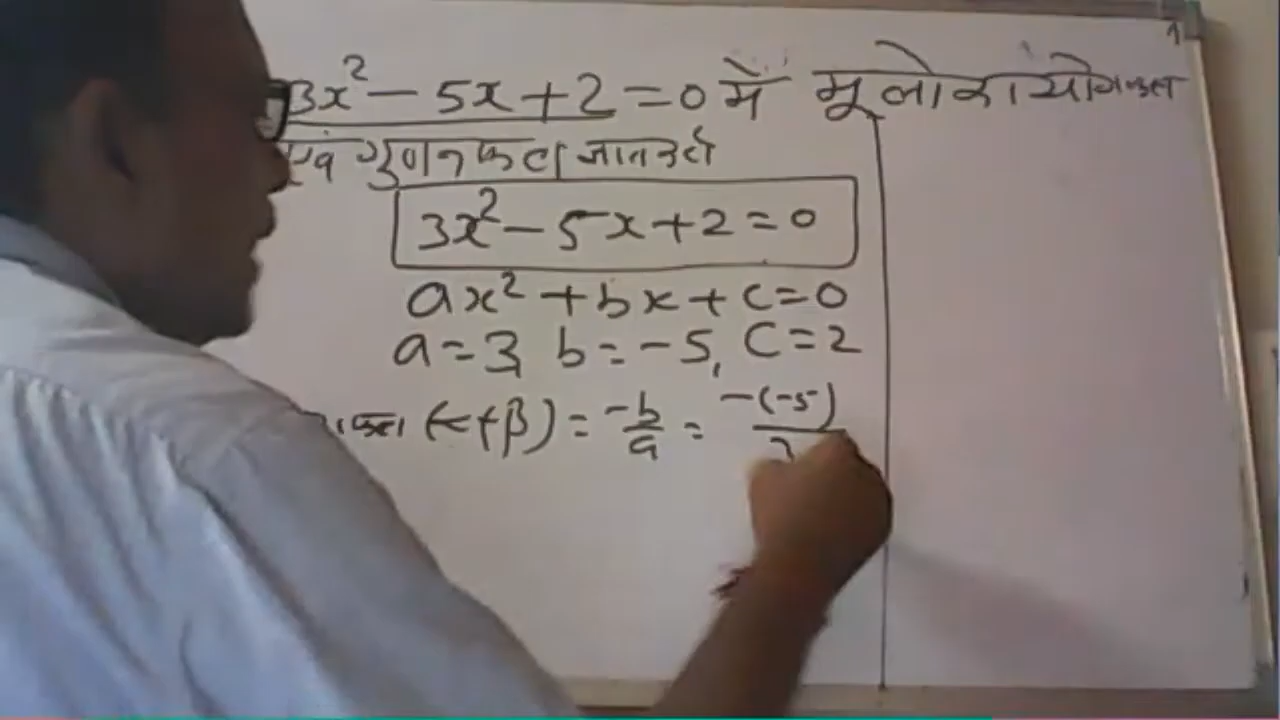 3x² - 5x + 2 = 0 में मूलो का योगफल
एवं गुणनफल ज्ञात करो
3x² - 5x + 2 = 0
ax² + bx + c = 0
a = 3, b = -5, C = 2
(α+β) = -b/a = -(-5)/